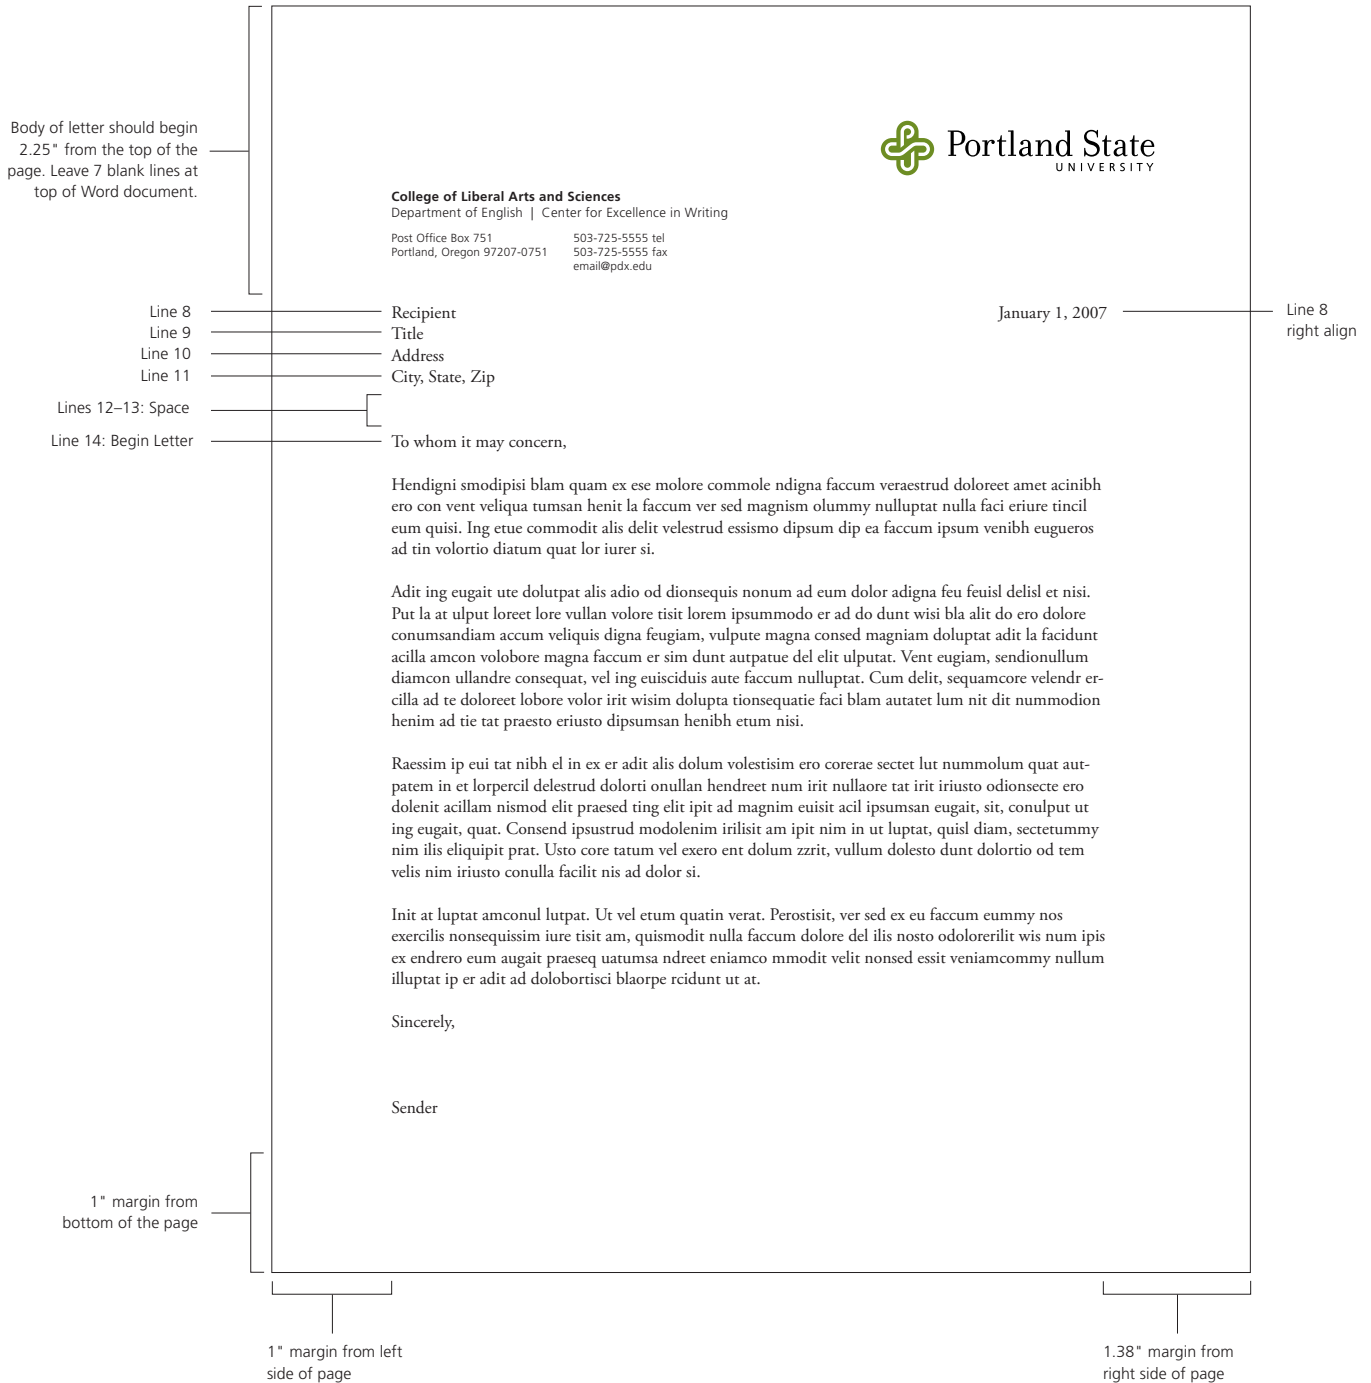 Body of letter should begin
2.25" from the top of the
page. Leave 7 blank lines at
top of Word document.
Portland State
UNIVERSITY
College of Liberal Arts and Sciences
Department of English | Center for Excellence in Writing
Post Office Box 751 503-725-5555 tel
Portland, Oregon 97207-0751 503-725-5555 fax
email@pdx.edu
Line 8 Recipient January 1, 2007 Line 8
right align
Line 9 Title
Line 10 Address
Line 11 City, State, Zip
Lines 12–13: Space
Line 14: Begin Letter To whom it may concern,
Hendigni smodipisi blam quam ex ese molore commole ndigna faccum veraestrud doloreet amet acinibh
ero con vent veliqua tumsan henit la faccum ver sed magnism olummy nulluptat nulla faci eriure tincil
eum quisi. Ing etue commodit alis delit velestrud essismo dipsum dip ea faccum ipsum venibh eugueros
ad tin volortio diatum quat lor iurer si.
Adit ing eugait ute dolutpat alis adio od dionsequis nonum ad eum dolor adigna feu feuisl delisl et nisi.
Put la at ulput loreet lore vullan volore tisit lorem ipsummodo er ad do dunt wisi bla alit do ero dolore
conumsandiam accum veliquis digna feugiam, vulpute magna consed magniam doluptat adit la facidunt
acilla amcon volobore magna faccum er sim dunt autpatue del elit ulputat. Vent eugiam, sendionullum
diamcon ullandre consequat, vel ing euisciduis aute faccum nulluptat. Cum delit, sequamcore velendr er-
cilla ad te doloreet lobore volor irit wisim dolupta tionsequatie faci blam autatet lum nit dit nummodion
henim ad tie tat praesto eriusto dipsumsan henibh etum nisi.
Raessim ip eui tat nibh el in ex er adit alis dolum volestisim ero corerae sectet lut nummolum quat aut-
patem in et lorpercil delestrud dolorti onullan hendreet num irit nullaore tat irit iriusto odionsecte ero
dolenit acillam nismod elit praesed ting elit ipit ad magnim euisit acil ipsumsan eugait, sit, conulput ut
ing eugait, quat. Consend ipsustrud modolenim irilisit am ipit nim in ut luptat, quisl diam, sectetummy
nim ilis eliquipit prat. Usto core tatum vel exero ent dolum zzrit, vullum dolesto dunt dolortio od tem
velis nim iriusto conulla facilit nis ad dolor si.
Init at luptat amconul lutpat. Ut vel etum quatin verat. Perostisit, ver sed ex eu faccum eummy nos
exercilis nonsequissim iure tisit am, quismodit nulla faccum dolore del ilis nosto odolorerilit wis num ipis
ex endrero eum augait praeseq uatumsa ndreet eniamco mmodit velit nonsed essit veniamcommy nullum
illuptat ip er adit ad dolobortisci blaorpe rcidunt ut at.
Sincerely,
Sender
1" margin from
bottom of the page
1" margin from left
side of page
1.38" margin from
right side of page